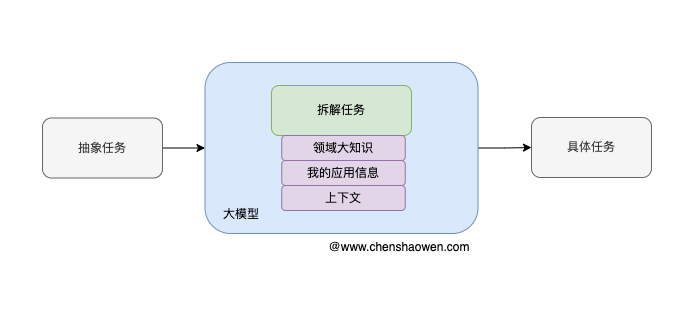 抽象任务
拆解任务
领域大知识
我的应用信息
上下文
大模型
具体任务
@www.chenshaowen.com